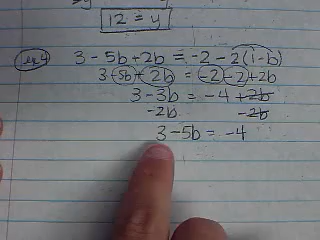 12 = y
ex 4 3 - 5b + 2b = -2 - 2(1-b)
3 - 5b + 2b = -2 - 2 + 2b
3 - 3b = -4 + 2b
-2b -2b
3 - 5b = -4